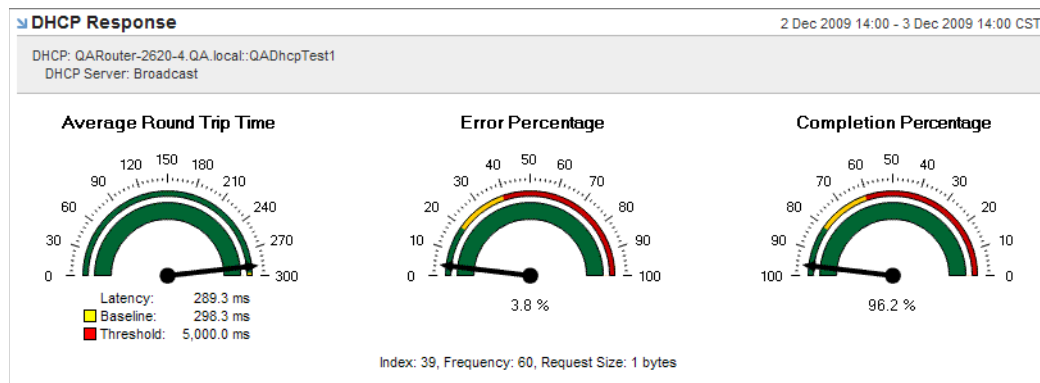 DHCP Response
2 Dec 2009 14:00 - 3 Dec 2009 14:00 CST
DHCP: QARouter-2620-4.QA.local::QADhcpTest1
DHCP Server: Broadcast
Average Round Trip Time
0 30 60 90 120 150 180 210 240 270 300
Latency: 289.3 ms
Baseline: 298.3 ms
Threshold: 5,000.0 ms
Error Percentage
0 10 20 30 40 50 60 70 80 90 100
3.8 %
Completion Percentage
100 90 80 70 60 50 40 30 20 10 0
96.2 %
Index: 39, Frequency: 60, Request Size: 1 bytes